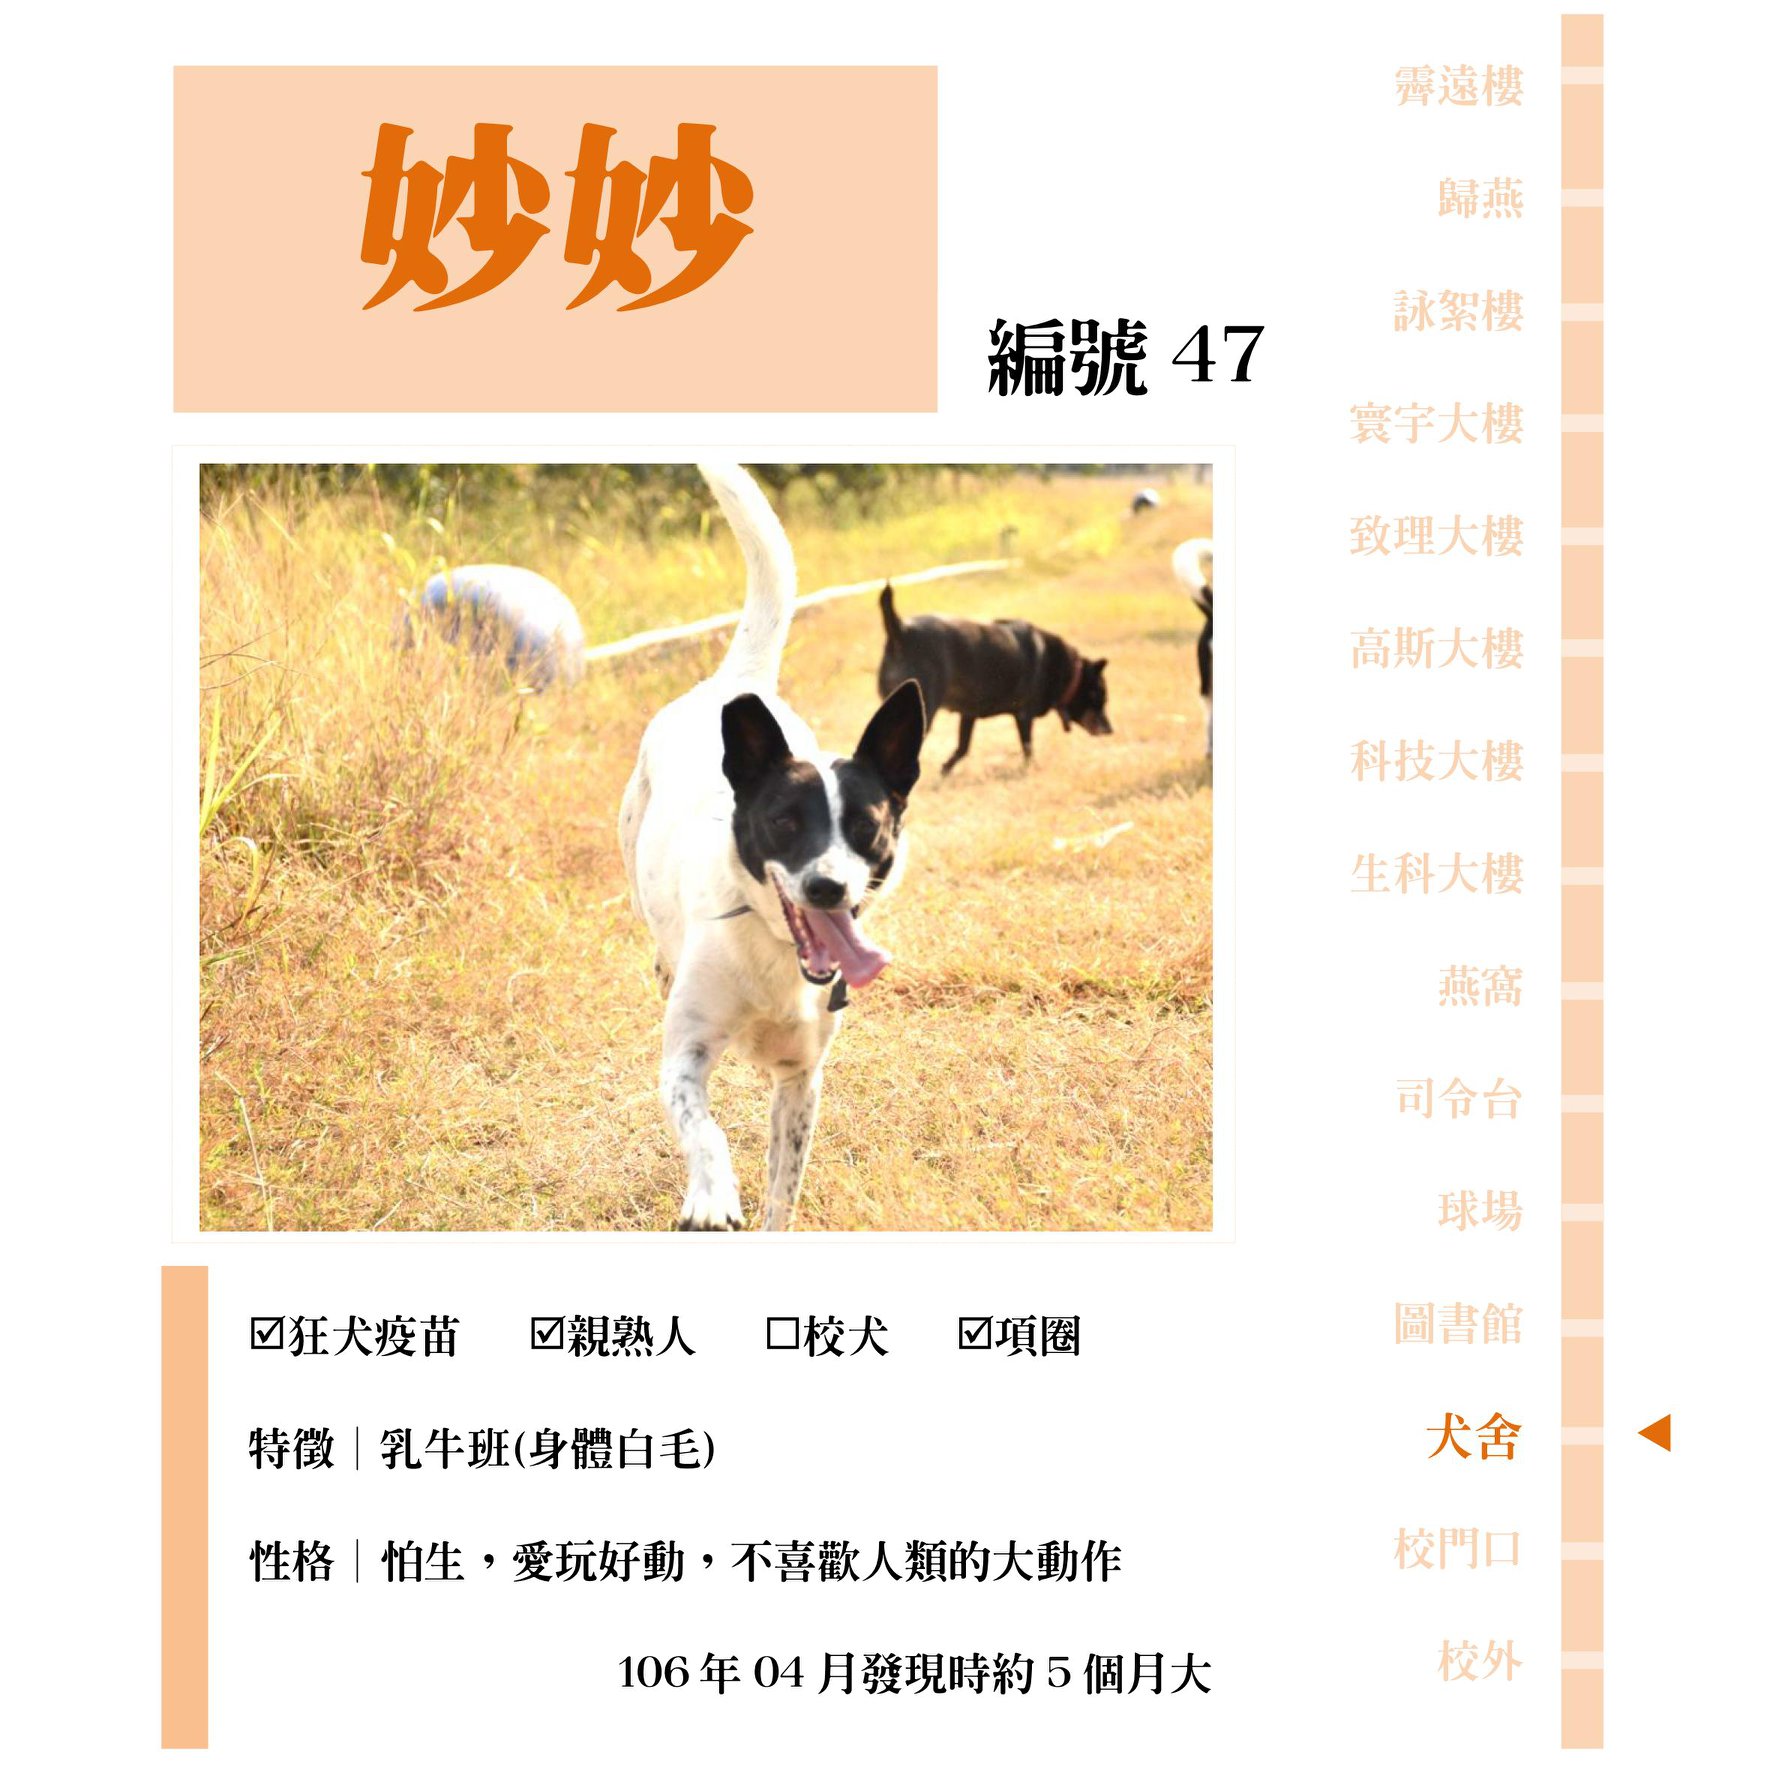 妙妙
編號 47
霽遠樓
歸燕
詠絮樓
寰宇大樓
致理大樓
高斯大樓
科技大樓
生科大樓
燕窩
司令台
球場
圖書館
犬舍
校門口
校外
☑狂犬疫苗 ☑親熟人 ☐校犬 ☑項圈
特徵｜乳牛班(身體白毛)
性格｜怕生，愛玩好動，不喜歡人類的大動作
106 年 04 月發現時約 5 個月大